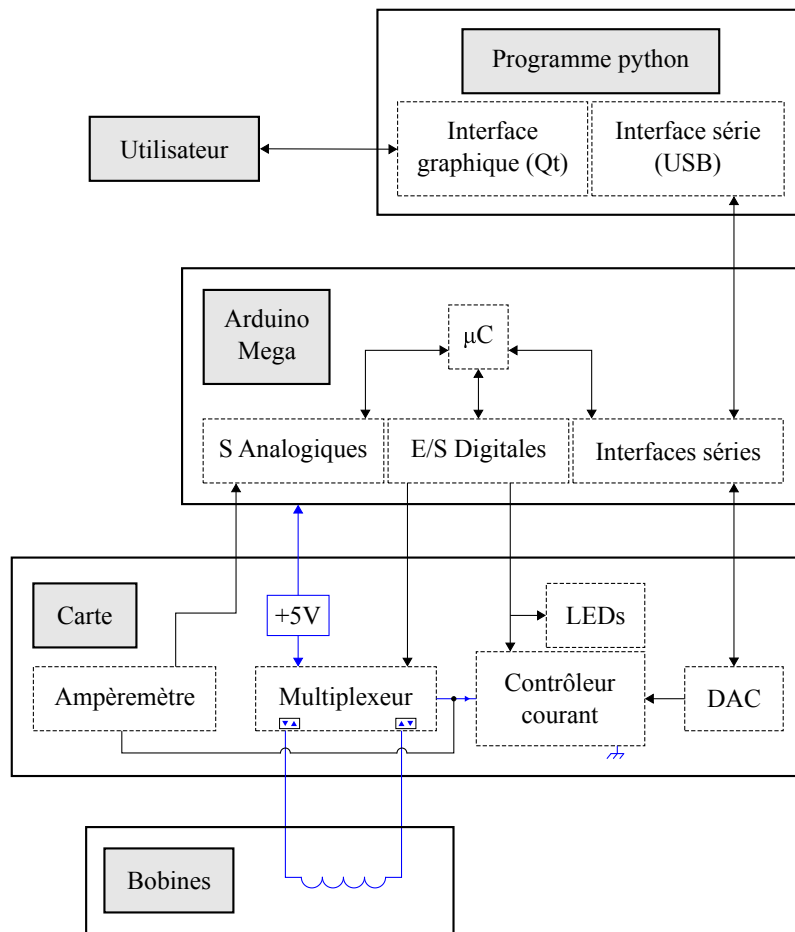 Programme python
Interface
graphique (Qt)
Interface série
(USB)
Utilisateur
Arduino
Mega
μC
S Analogiques
E/S Digitales
Interfaces séries
Carte
+5V
LEDs
Ampèremètre
Multiplexeur
Contrôleur
courant
DAC
Bobines